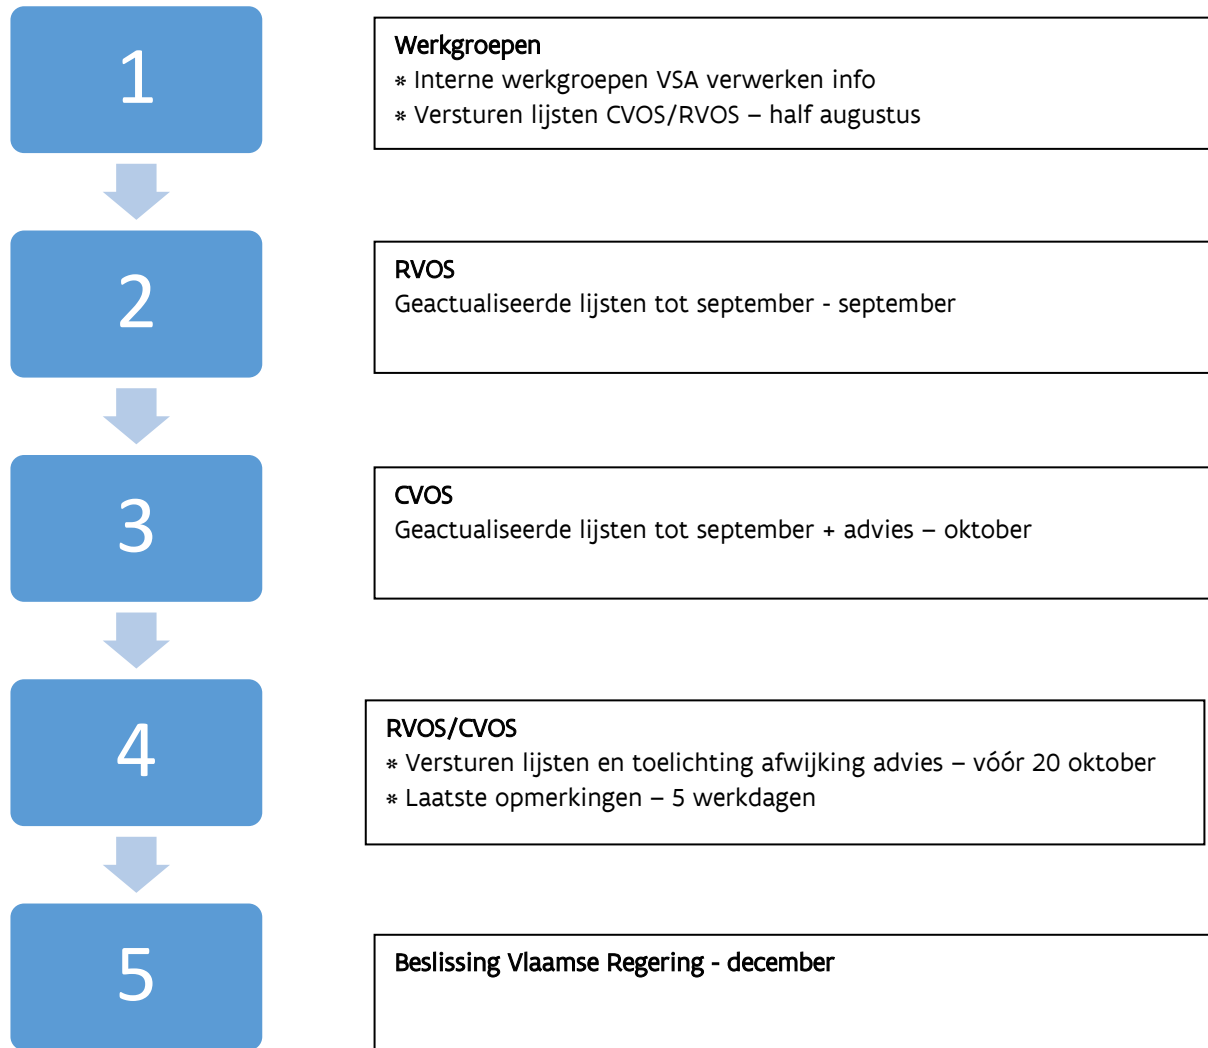 1
Werkgroepen
* Interne werkgroepen VSA verwerken info
* Versturen lijsten CVOS/RVOS – half augustus
2
RVOS
Geactualiseerde lijsten tot september - september
3
CVOS
Geactualiseerde lijsten tot september + advies – oktober
4
RVOS/CVOS
* Versturen lijsten en toelichting afwijking advies – vóór 20 oktober
* Laatste opmerkingen – 5 werkdagen
5
Beslissing Vlaamse Regering - december